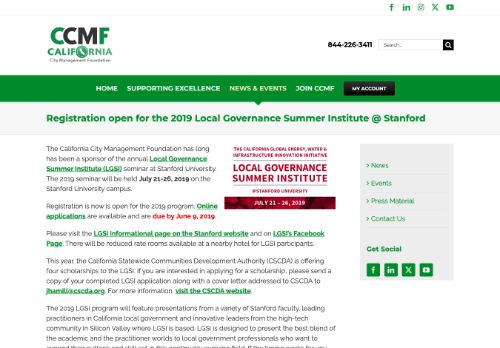 CCMF
CALIFORNIA
City Management Foundation
844-226-3411
Search...
HOME SUPPORTING EXCELLENCE NEWS & EVENTS JOIN CCMF MY ACCOUNT
Registration open for the 2019 Local Governance Summer Institute @ Stanford
The California City Management Foundation has long
has been a sponsor of the annual Local Governance
Summer Institute (LGSI) seminar at Stanford University.
The 2019 seminar will be held July 21-26, 2019 on the
Stanford University campus.
THE CALIFORNIA GLOBAL ENERGY, WATER &
INFRASTRUCTURE INNOVATION INITIATIVE
LOCAL GOVERNANCE
SUMMER INSTITUTE
@STANFORD UNIVERSITY
JULY 21 - 26, 2019
Registration is now is open for the 2019 program. Online
applications are available and are due by June 9, 2019.
Please visit the LGSI informational page on the Stanford website and on LGSI's Facebook
Page. There will be reduced rate rooms available at a nearby hotel for LGSI participants.
This year, the California Statewide Communities Development Authority (CSCDA) is offering
four scholarships to the LGSI. If you are interested in applying for a scholarship, please send a
copy of your completed LGSI application along with a cover letter addressed to CSCDA to
jhamill@cscda.org. For more information, visit the CSCDA website.
The 2019 LGSI program will feature presentations from a variety of Stanford faculty, leading
practitioners in California local government and innovative leaders from the high-tech
community in Silicon Valley where LGSI is based. LGSI is designed to present the best blend of
the academic and the practitioner worlds to local government professionals who want to
News
Events
Press Material
Contact Us
Get Social